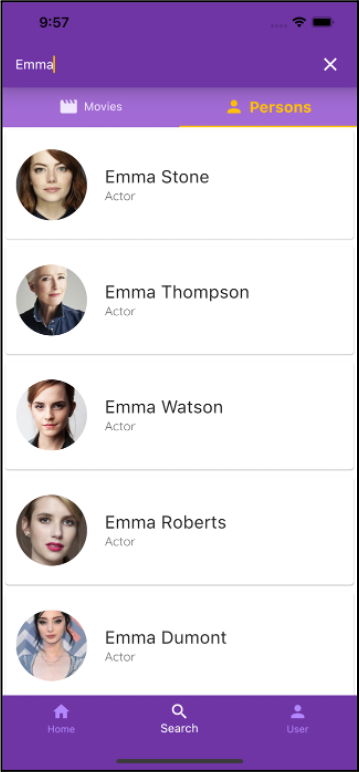 9:57
Emma
Movies
Persons
Emma Stone
Actor
Emma Thompson
Actor
Emma Watson
Actor
Emma Roberts
Actor
Emma Dumont
Actor
Home
Search
User